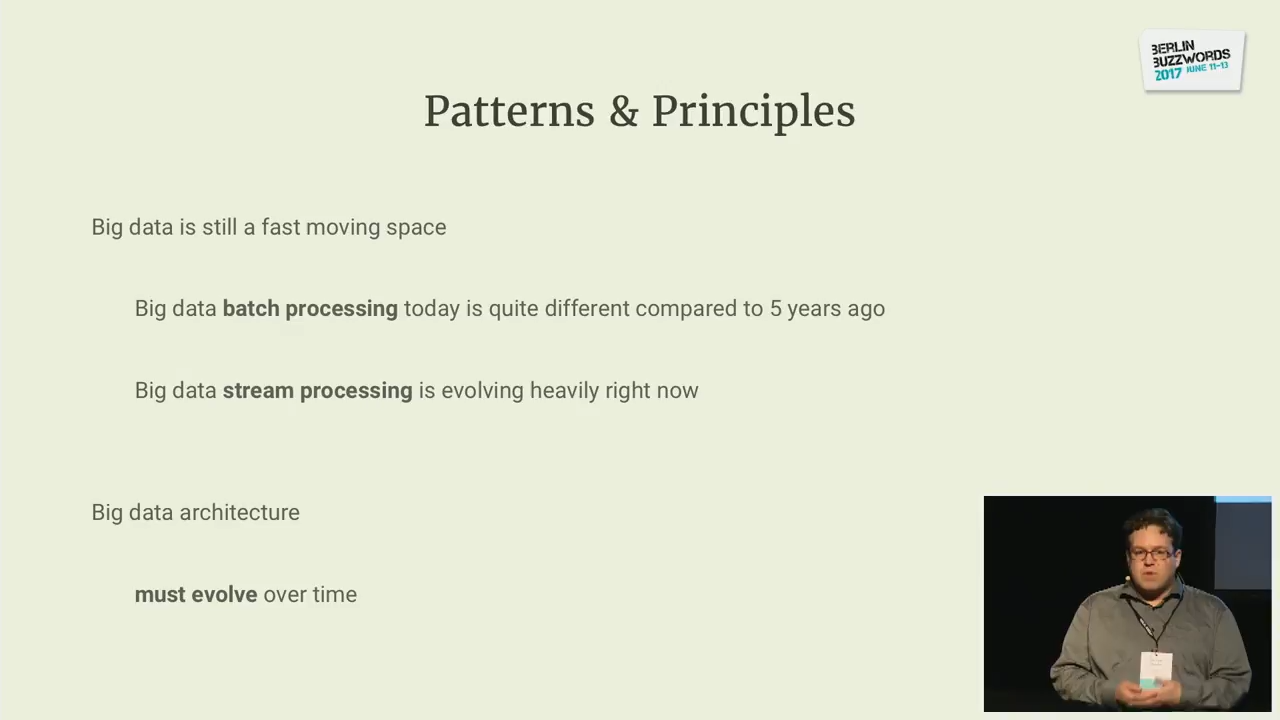 BERLIN
BUZZWORDS
2017 JUNE 11-13
Patterns & Principles
Big data is still a fast moving space
Big data batch processing today is quite different compared to 5 years ago
Big data stream processing is evolving heavily right now
Big data architecture
must evolve over time